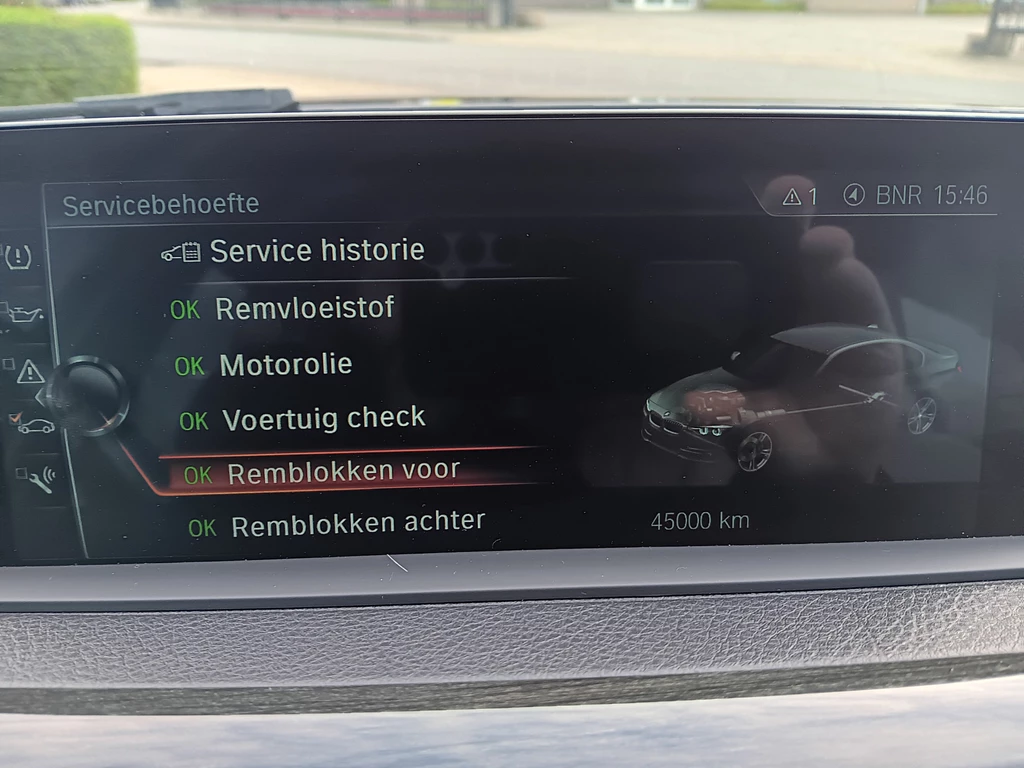 Servicebehoefte
1 BNR 15:46
Service historie
OK Remvloeistof
OK Motorolie
OK Voertuig check
OK Remblokken voor
OK Remblokken achter
45000 km